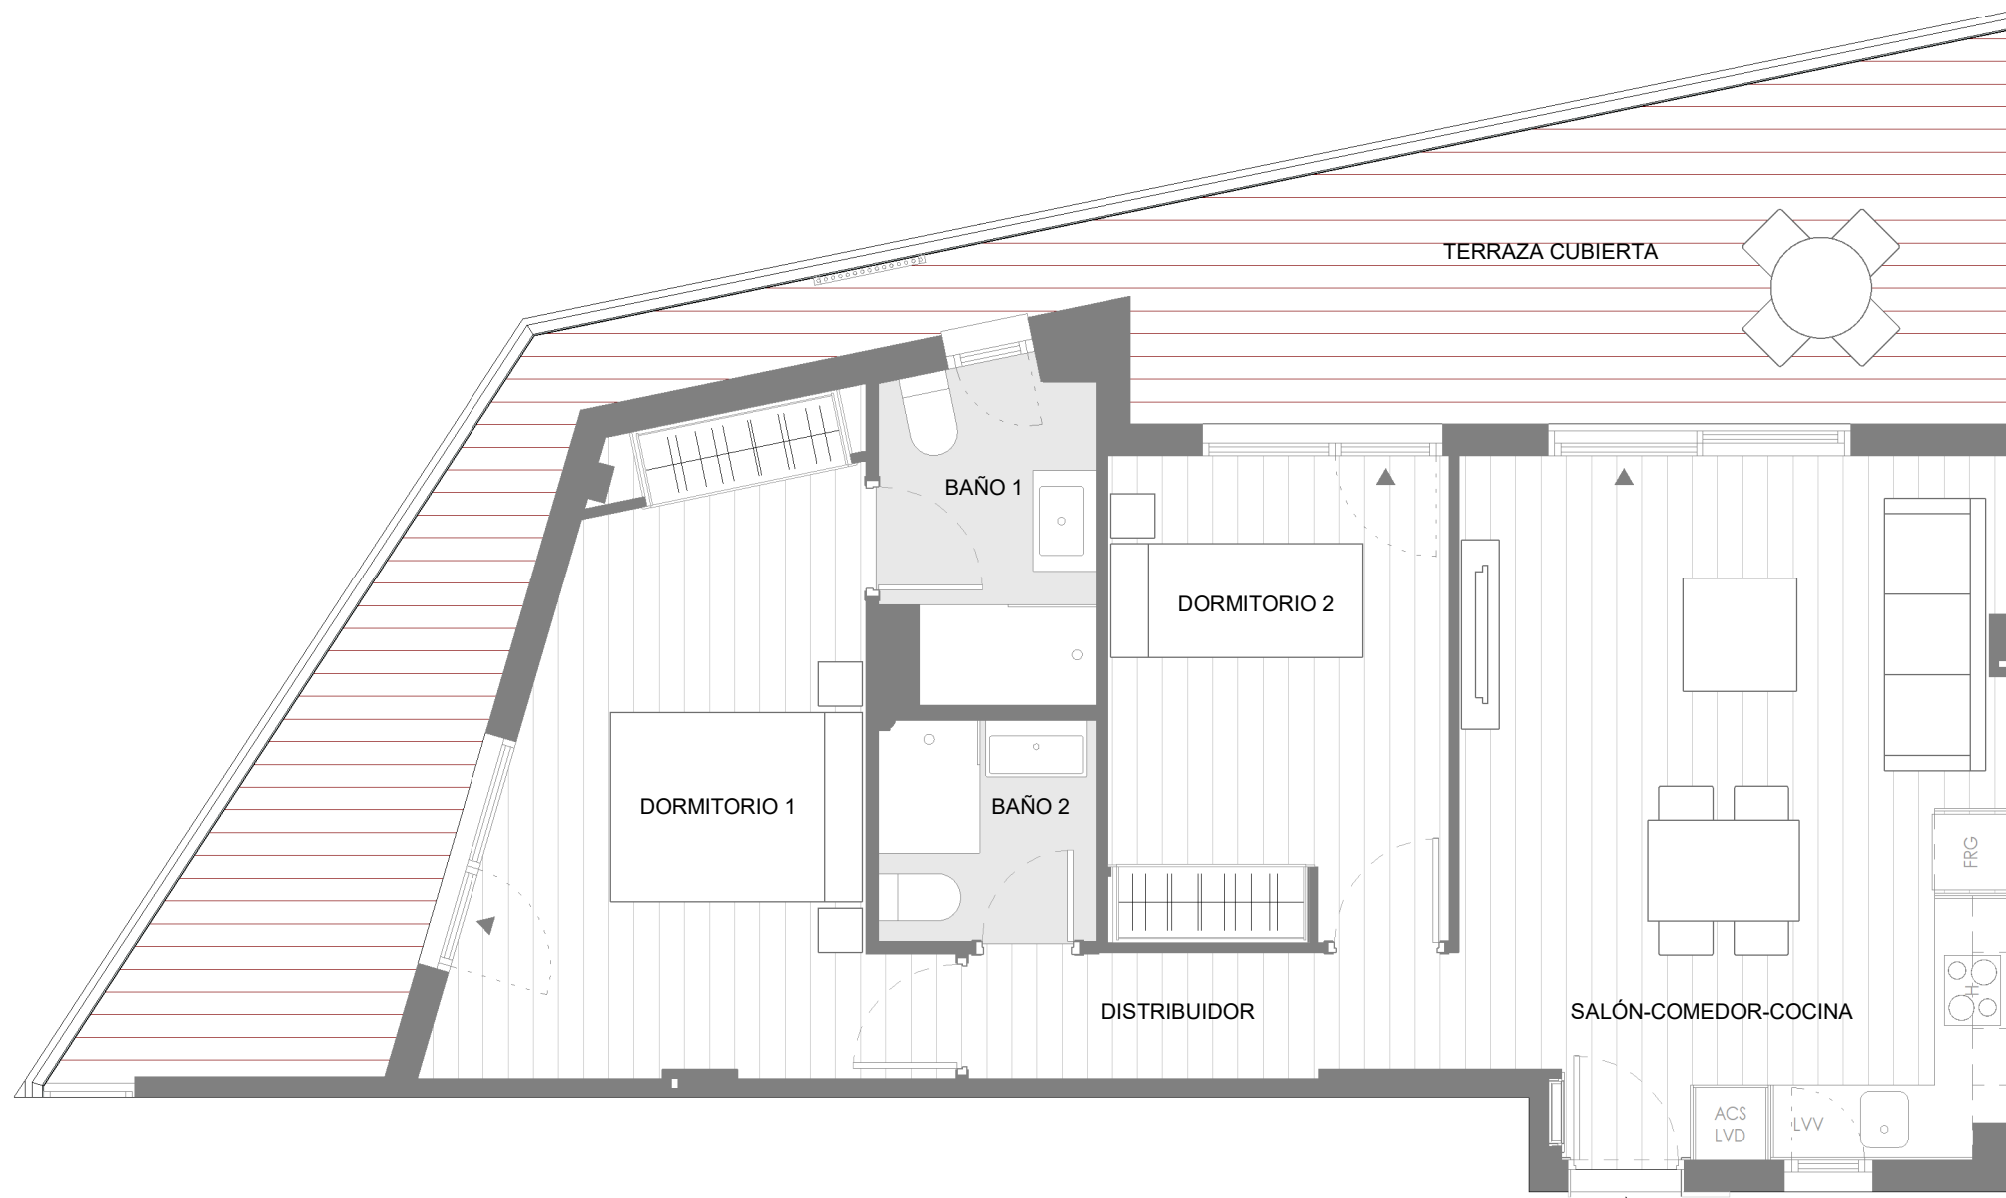 TERRAZA CUBIERTA
BAÑO 1
DORMITORIO 2
DORMITORIO 1
BAÑO 2
FRG
DISTRIBUIDOR
SALÓN-COMEDOR-COCINA
H
ACS
LVD
LVV